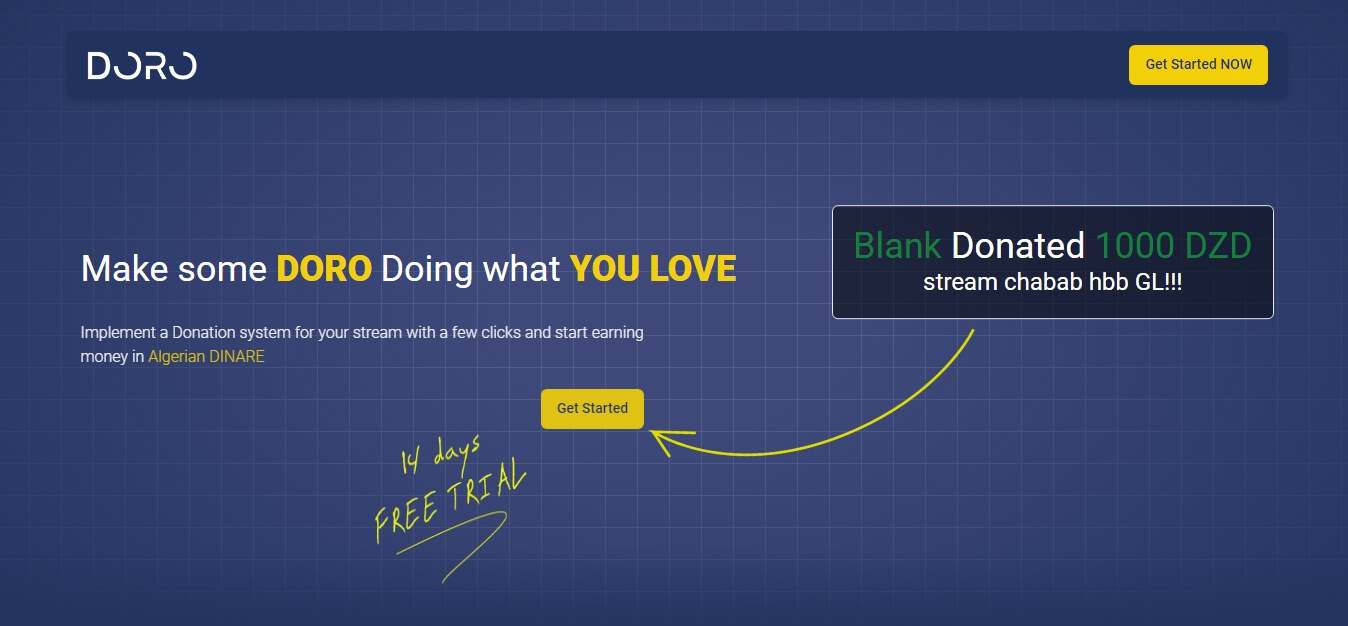 DORO
Get Started NOW
Make some DORO Doing what YOU LOVE
Implement a Donation system for your stream with a few clicks and start earning
money in Algerian DINARE
Get Started
14 days
FREE TRIAL
Blank Donated 1000 DZD
stream chabab hbb GL!!!